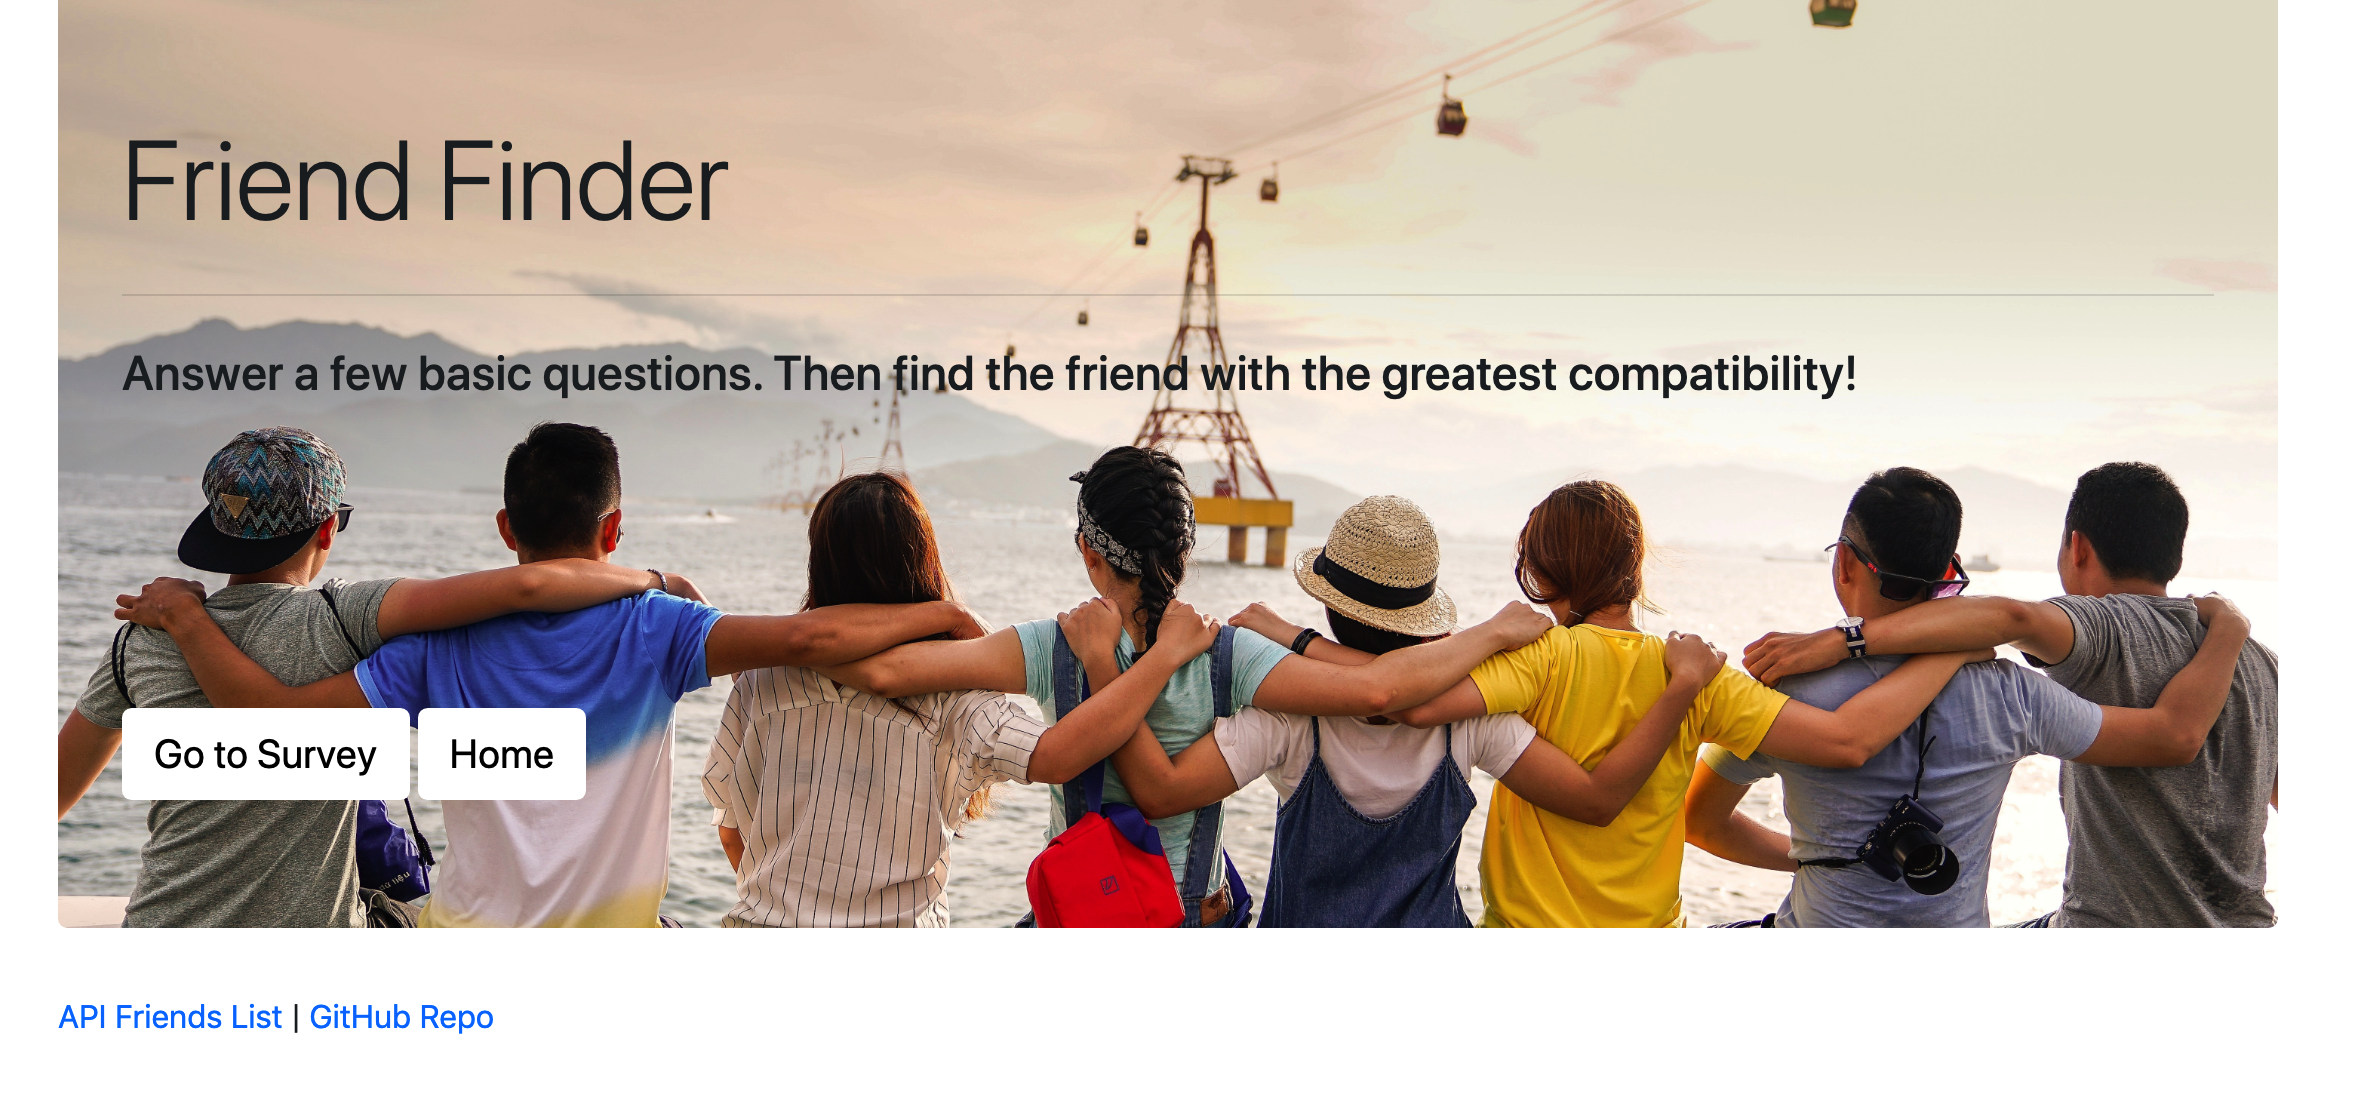 Friend Finder
Answer a few basic questions. Then find the friend with the greatest compatibility!
Go to Survey
Home
API Friends List | GitHub Repo